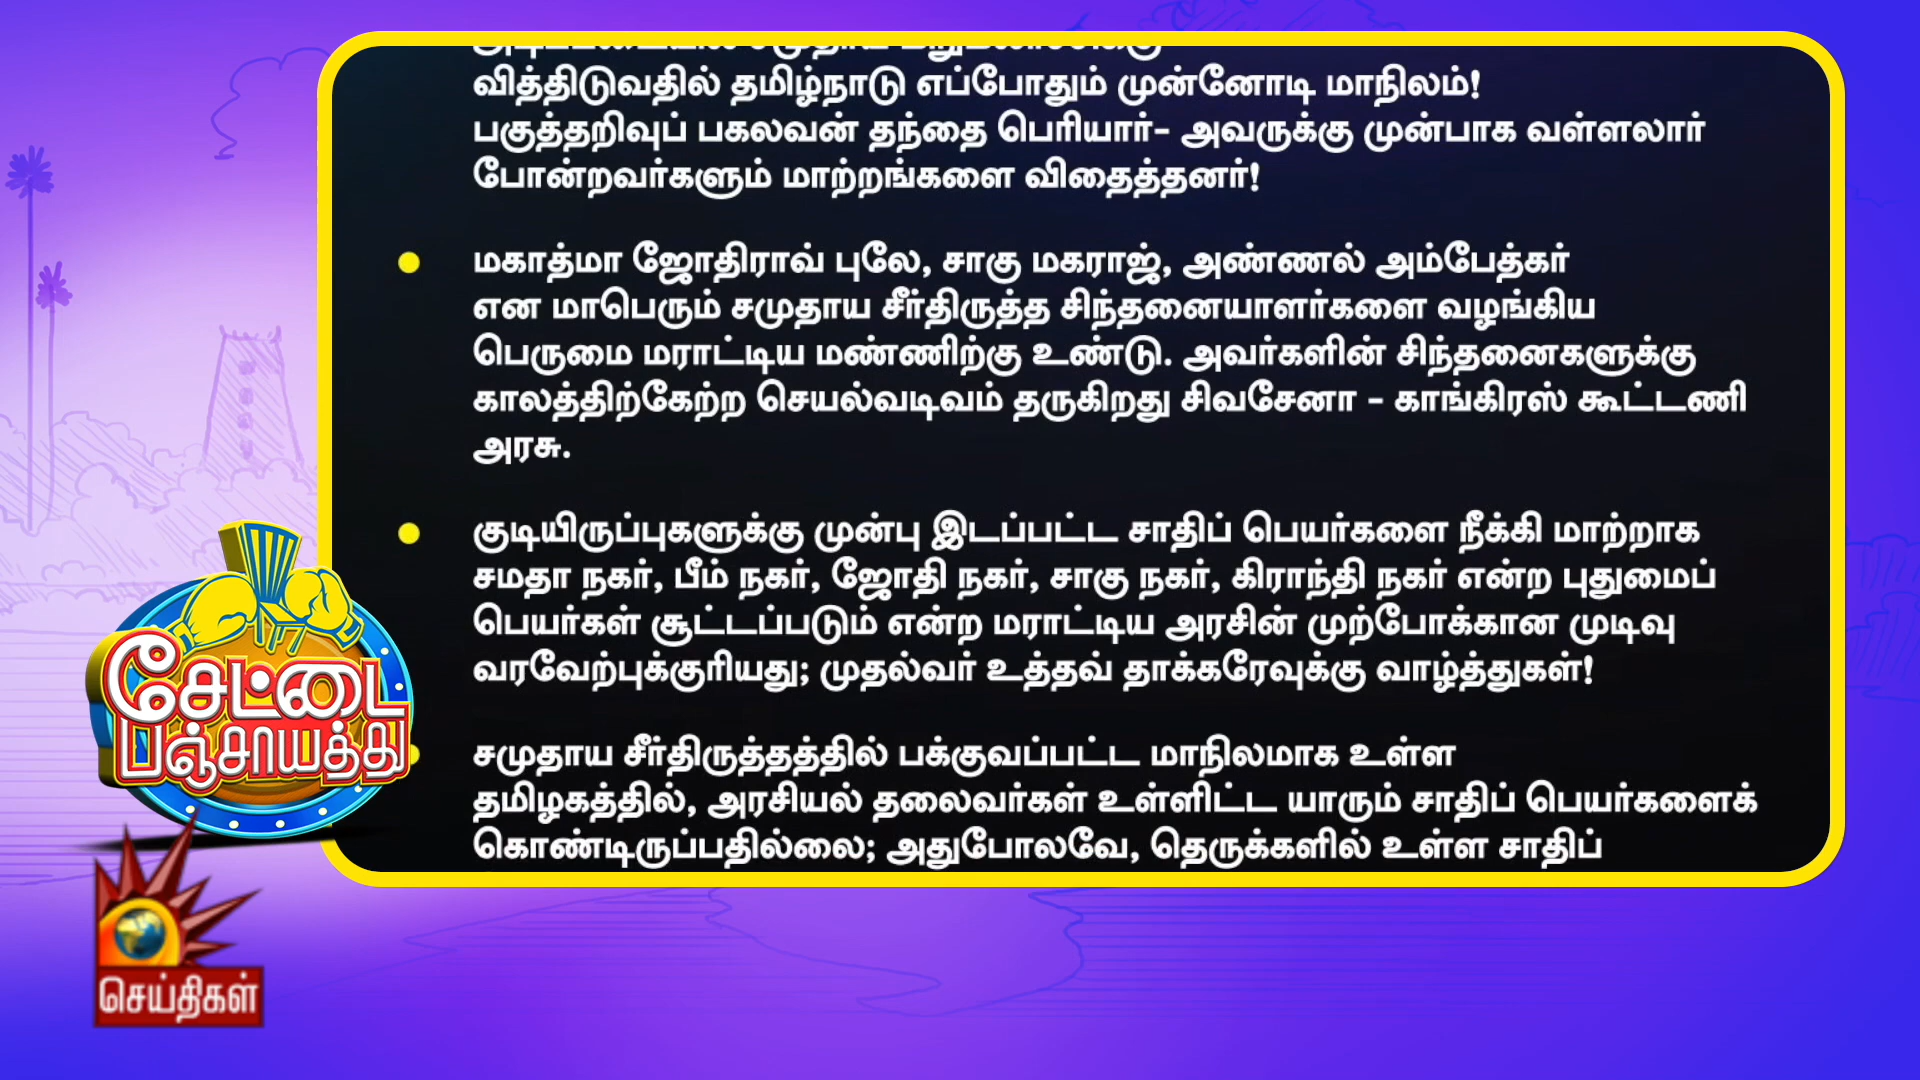 வித்திடுவதில் தமிழ்நாடு எப்போதும் முன்னோடி மாநிலம்!
பகுத்தறிவுப் பகலவன் தந்தை பெரியார்- அவருக்கு முன்பாக வள்ளலார்
போன்றவர்களும் மாற்றங்களை விதைத்தனர்!
மகாத்மா ஜோதிராவ் புலே, சாகு மகராஜ், அண்ணல் அம்பேத்கர்
என மாபெரும் சமுதாய சீர்திருத்த சிந்தனையாளர்களை வழங்கிய
பெருமை மராட்டிய மண்ணிற்கு உண்டு. அவர்களின் சிந்தனைகளுக்கு
காலத்திற்கேற்ற செயல்வடிவம் தருகிறது சிவசேனா - காங்கிரஸ் கூட்டணி
அரசு.
குடியிருப்புகளுக்கு முன்பு இடப்பட்ட சாதிப் பெயர்களை நீக்கி மாற்றாக
சமதா நகர், பீம் நகர், ஜோதி நகர், சாகு நகர், கிராந்தி நகர் என்ற புதுமைப்
பெயர்கள் சூட்டப்படும் என்ற மராட்டிய அரசின் முற்போக்கான முடிவு
வரவேற்புக்குரியது; முதல்வர் உத்தவ் தாக்கரேவுக்கு வாழ்த்துகள்!
சமுதாய சீர்திருத்தத்தில் பக்குவப்பட்ட மாநிலமாக உள்ள
தமிழகத்தில், அரசியல் தலைவர்கள் உள்ளிட்ட யாரும் சாதிப் பெயர்களைக்
கொண்டிருப்பதில்லை; அதுபோலவே, தெருக்களில் உள்ள சாதிப்
சேட்டை
பஞ்சாயத்து
செய்திகள்